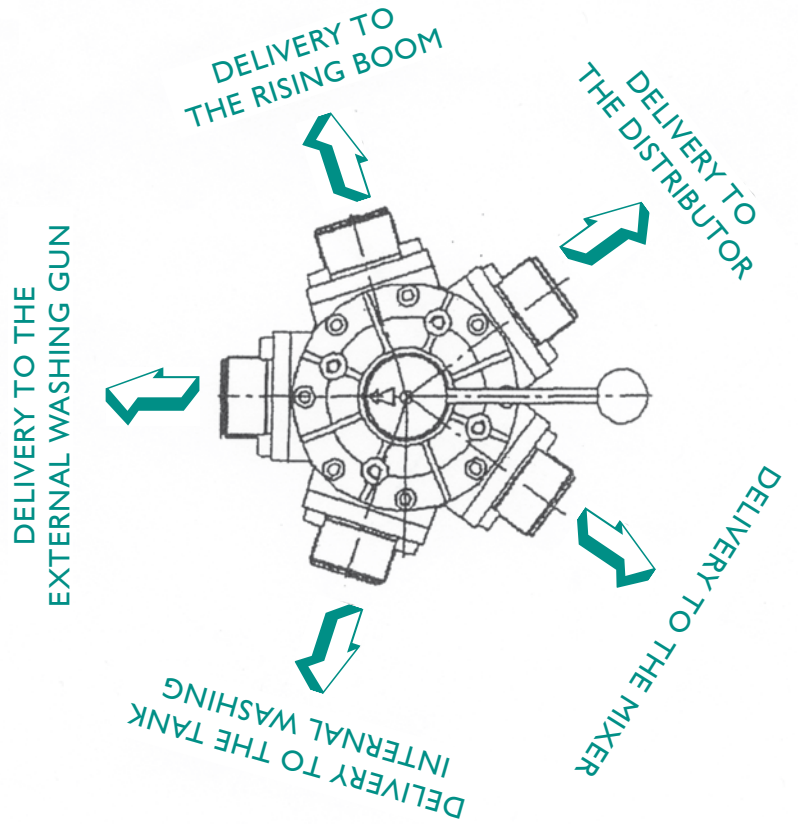 DELIVERY TO
THE RISING BOOM
DELIVERY TO
THE DISTRIBUTOR
DELIVERY TO THE
EXTERNAL WASHING GUN
DELIVERY TO THE MIXER
DELIVERY TO THE TANK
INTERNAL WASHING